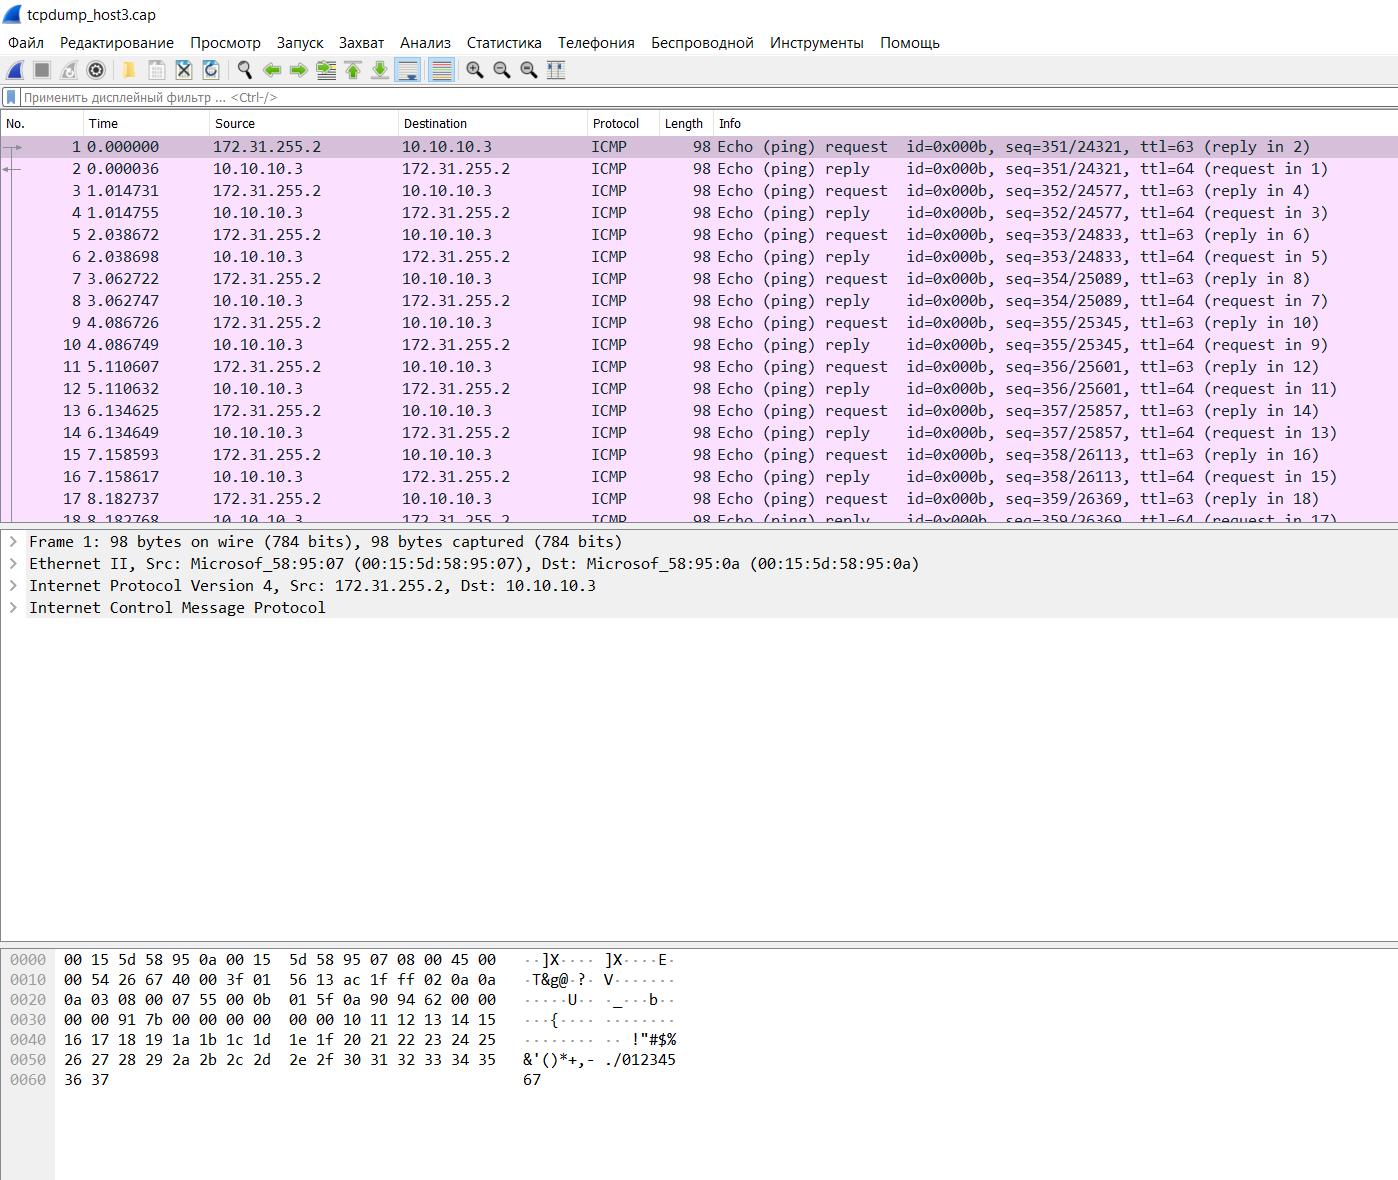 tcpdump_host3.cap
Файл Редактирование Просмотр Запуск Захват Анализ Статистика Телефония Беспроводной Инструменты Помощь
Применить дисплейный фильтр ... <Ctrl-/>
No. Time Source Destination Protocol Length Info
1 0.000000 172.31.255.2 10.10.10.3 ICMP 98 Echo (ping) request id=0x000b, seq=351/24321, ttl=63 (reply in 2)
2 0.000036 10.10.10.3 172.31.255.2 ICMP 98 Echo (ping) reply id=0x000b, seq=351/24321, ttl=64 (request in 1)
3 1.014731 172.31.255.2 10.10.10.3 ICMP 98 Echo (ping) request id=0x000b, seq=352/24577, ttl=63 (reply in 4)
4 1.014755 10.10.10.3 172.31.255.2 ICMP 98 Echo (ping) reply id=0x000b, seq=352/24577, ttl=64 (request in 3)
5 2.038672 172.31.255.2 10.10.10.3 ICMP 98 Echo (ping) request id=0x000b, seq=353/24833, ttl=63 (reply in 6)
6 2.038698 10.10.10.3 172.31.255.2 ICMP 98 Echo (ping) reply id=0x000b, seq=353/24833, ttl=64 (request in 5)
7 3.062722 172.31.255.2 10.10.10.3 ICMP 98 Echo (ping) request id=0x000b, seq=354/25089, ttl=63 (reply in 8)
8 3.062747 10.10.10.3 172.31.255.2 ICMP 98 Echo (ping) reply id=0x000b, seq=354/25089, ttl=64 (request in 7)
9 4.086726 172.31.255.2 10.10.10.3 ICMP 98 Echo (ping) request id=0x000b, seq=355/25345, ttl=63 (reply in 10)
10 4.086749 10.10.10.3 172.31.255.2 ICMP 98 Echo (ping) reply id=0x000b, seq=355/25345, ttl=64 (request in 9)
11 5.110607 172.31.255.2 10.10.10.3 ICMP 98 Echo (ping) request id=0x000b, seq=356/25601, ttl=63 (reply in 12)
12 5.110632 10.10.10.3 172.31.255.2 ICMP 98 Echo (ping) reply id=0x000b, seq=356/25601, ttl=64 (request in 11)
13 6.134625 172.31.255.2 10.10.10.3 ICMP 98 Echo (ping) request id=0x000b, seq=357/25857, ttl=63 (reply in 14)
14 6.134649 10.10.10.3 172.31.255.2 ICMP 98 Echo (ping) reply id=0x000b, seq=357/25857, ttl=64 (request in 13)
15 7.158593 172.31.255.2 10.10.10.3 ICMP 98 Echo (ping) request id=0x000b, seq=358/26113, ttl=63 (reply in 16)
16 7.158617 10.10.10.3 172.31.255.2 ICMP 98 Echo (ping) reply id=0x000b, seq=358/26113, ttl=64 (request in 15)
17 8.182737 172.31.255.2 10.10.10.3 ICMP 98 Echo (ping) request id=0x000b, seq=359/26369, ttl=63 (reply in 18)
18 8.182768 10.10.10.3 172.31.255.2 ICMP 98 Echo (ping) reply id=0x000b, seq=359/26369, ttl=64 (request in 17)
Frame 1: 98 bytes on wire (784 bits), 98 bytes captured (784 bits)
Ethernet II, Src: Microsof_58:95:07 (00:15:5d:58:95:07), Dst: Microsof_58:95:0a (00:15:5d:58:95:0a)
Internet Protocol Version 4, Src: 172.31.255.2, Dst: 10.10.10.3
Internet Control Message Protocol
0000 00 15 5d 58 95 0a 00 15 5d 58 95 07 08 00 45 00 ··]X···· ]X····E·
0010 00 54 26 67 40 00 3f 01 56 13 ac 1f ff 02 0a 0a ·T&g@·?· V·······
0020 0a 03 08 00 07 55 00 0b 01 5f 0a 90 94 62 00 00 ·····U·· ·_···b··
0030 00 00 91 7b 00 00 00 00 00 00 10 11 12 13 14 15 ···{···· ········
0040 16 17 18 19 1a 1b 1c 1d 1e 1f 20 21 22 23 24 25 ········ ·· !"#$%
0050 26 27 28 29 2a 2b 2c 2d 2e 2f 30 31 32 33 34 35 &'()*+,- ./012345
0060 36 37 67